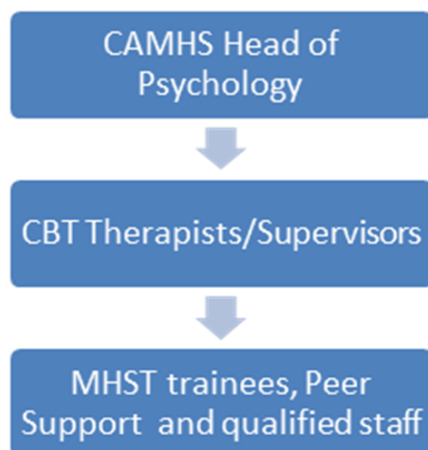 CAMHS Head of
Psychology
CBT Therapists/Supervisors
MHST trainees, Peer
Support and qualified staff